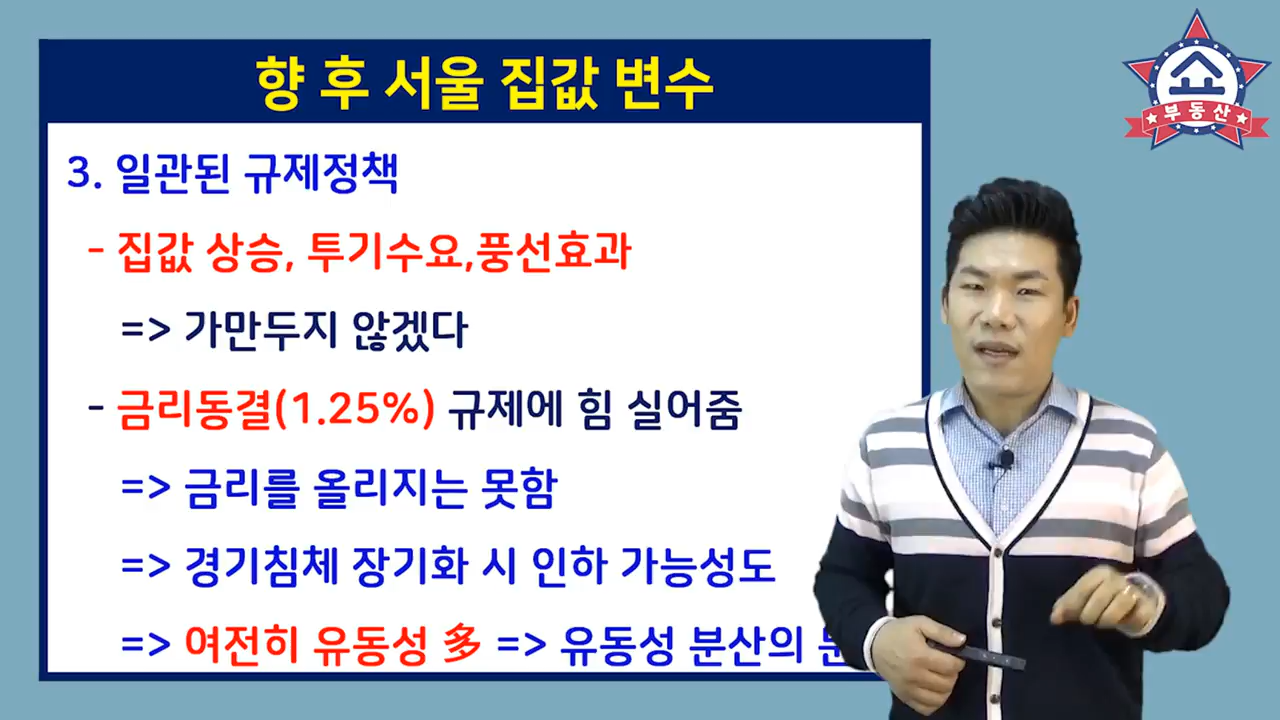 향 후 서울 집값 변수
부동산
3. 일관된 규제정책
- 집값 상승, 투기수요,풍선효과
=> 가만두지 않겠다
- 금리동결(1.25%) 규제에 힘 실어줌
=> 금리를 올리지는 못함
=> 경기침체 장기화 시 인하 가능성도
=> 여전히 유동성 多 => 유동성 분산의